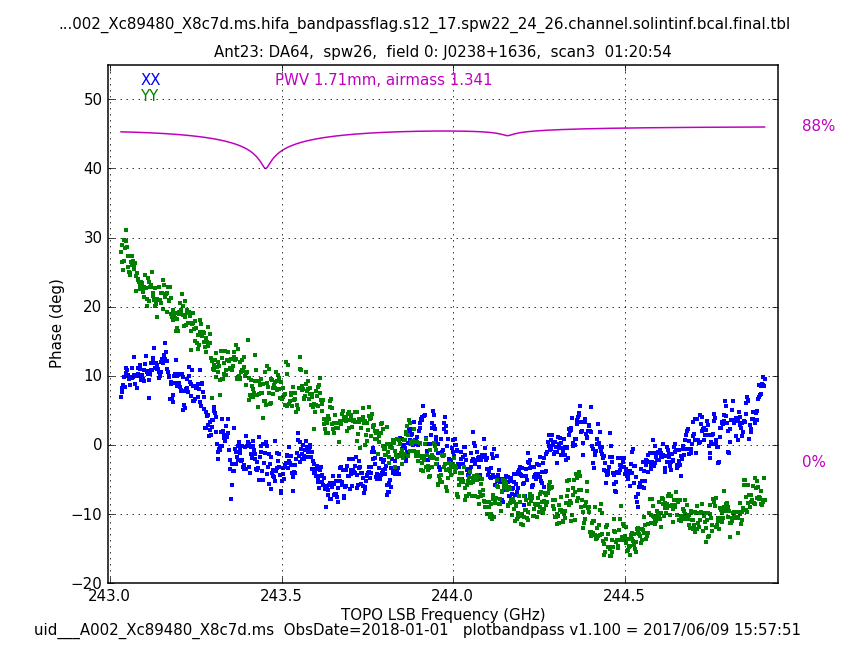 ...002_Xc89480_X8c7d.ms.hifa_bandpassflag.s12_17.spw22_24_26.channel.solintinf.bcal.final.tbl
Ant23: DA64, spw26, field 0: J0238+1636, scan3 01:20:54
XX
YY
PWV 1.71mm, airmass 1.341
88%
0%
50
40
30
20
10
0
−10
−20
Phase (deg)
243.0
243.5
244.0
244.5
TOPO LSB Frequency (GHz)
uid___A002_Xc89480_X8c7d.ms ObsDate=2018-01-01 plotbandpass v1.100 = 2017/06/09 15:57:51